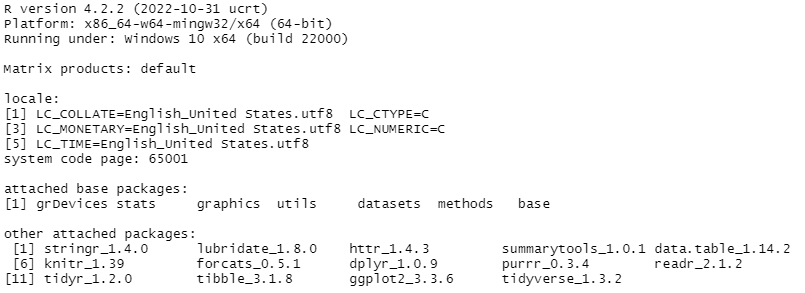 R version 4.2.2 (2022-10-31 ucrt)
Platform: x86_64-w64-mingw32/x64 (64-bit)
Running under: Windows 10 x64 (build 22000)

Matrix products: default

locale:
[1] LC_COLLATE=English_United States.utf8  LC_CTYPE=C
[3] LC_MONETARY=English_United States.utf8 LC_NUMERIC=C
[5] LC_TIME=English_United States.utf8
system code page: 65001

attached base packages:
[1] grDevices stats     graphics  utils     datasets  methods   base

other attached packages:
 [1] stringr_1.4.0      lubridate_1.8.0    httr_1.4.3         summarytools_1.0.1 data.table_1.14.2
 [6] knitr_1.39         forcats_0.5.1      dplyr_1.0.9        purrr_0.3.4        readr_2.1.2
[11] tidyr_1.2.0        tibble_3.1.8       ggplot2_3.3.6      tidyverse_1.3.2